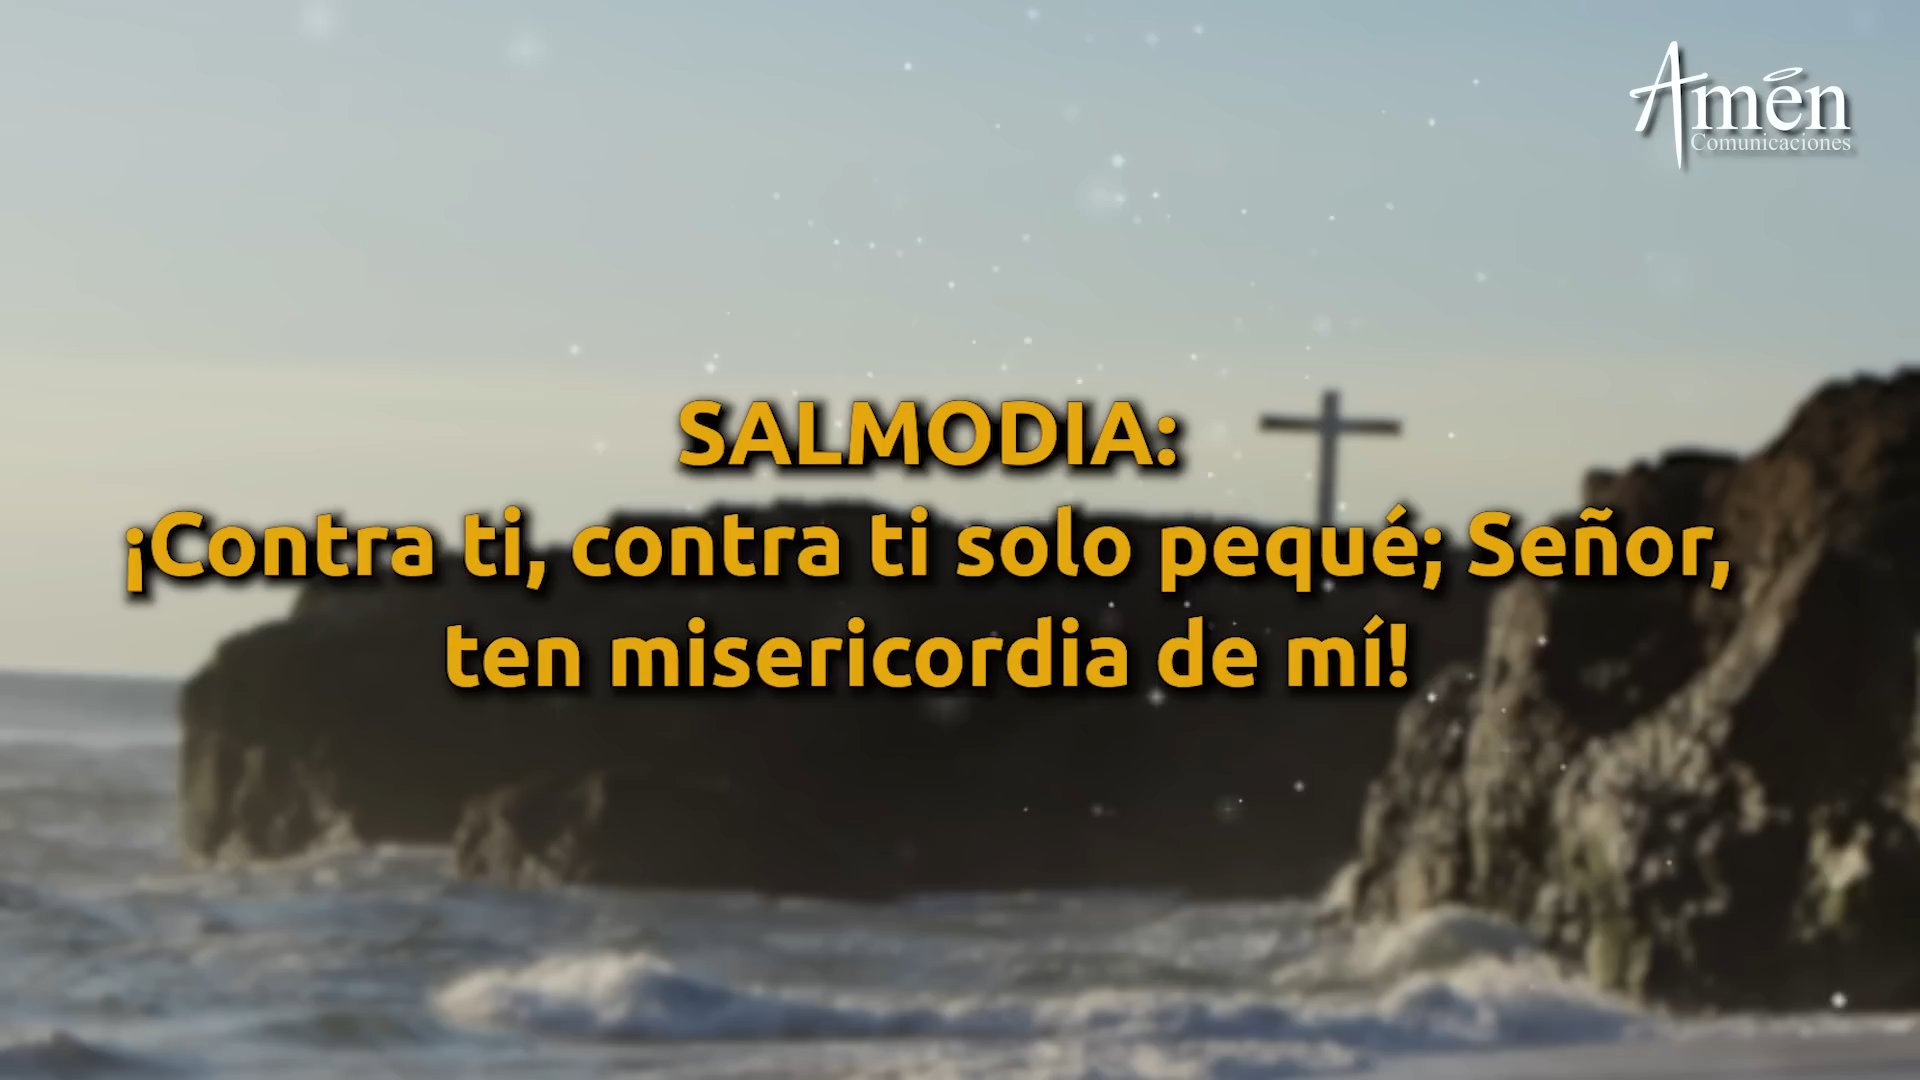 Amén
Comunicaciones
SALMODIA:
¡Contra ti, contra ti solo pequé; Señor,
ten misericordia de mí!